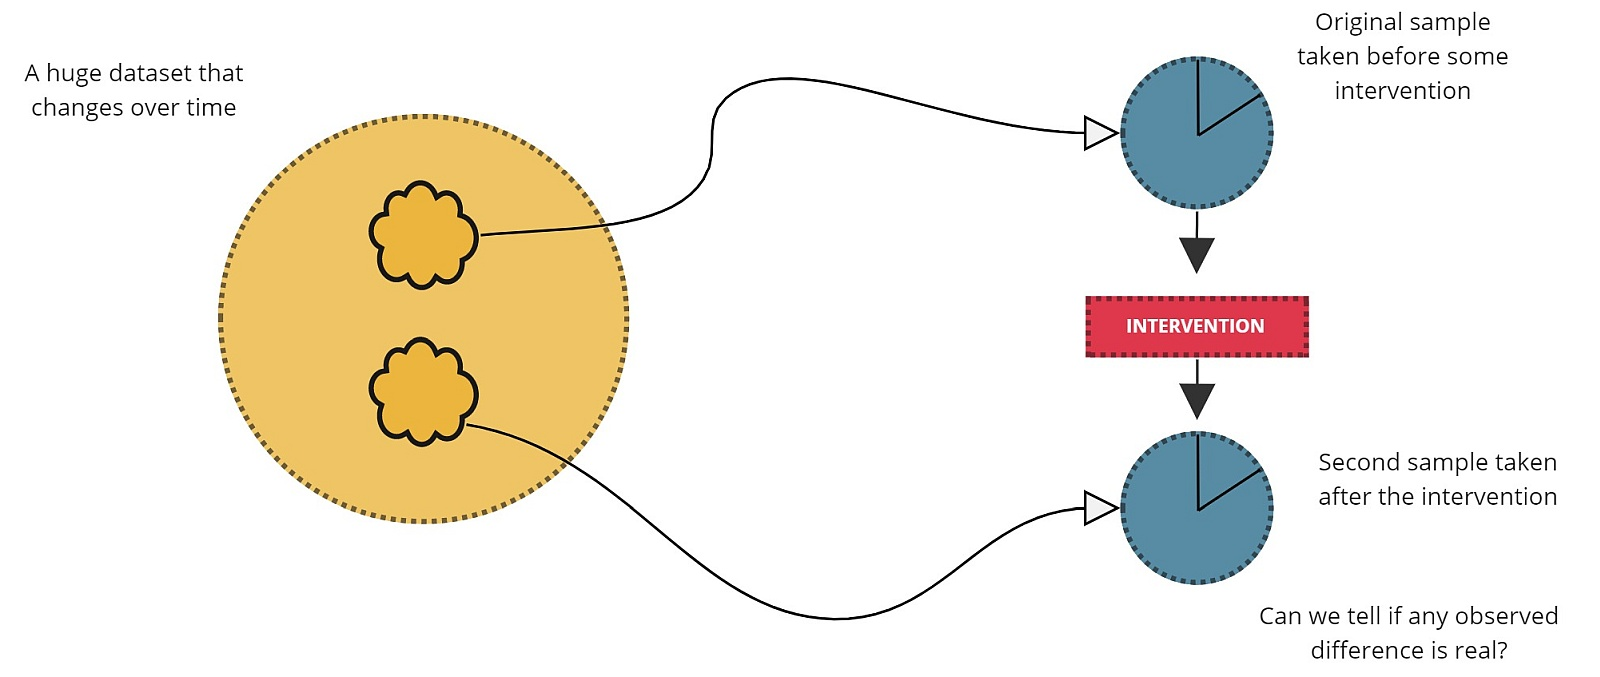 A huge dataset that
changes over time
Original sample
taken before some
intervention
INTERVENTION
Second sample taken
after the intervention
Can we tell if any observed
difference is real?